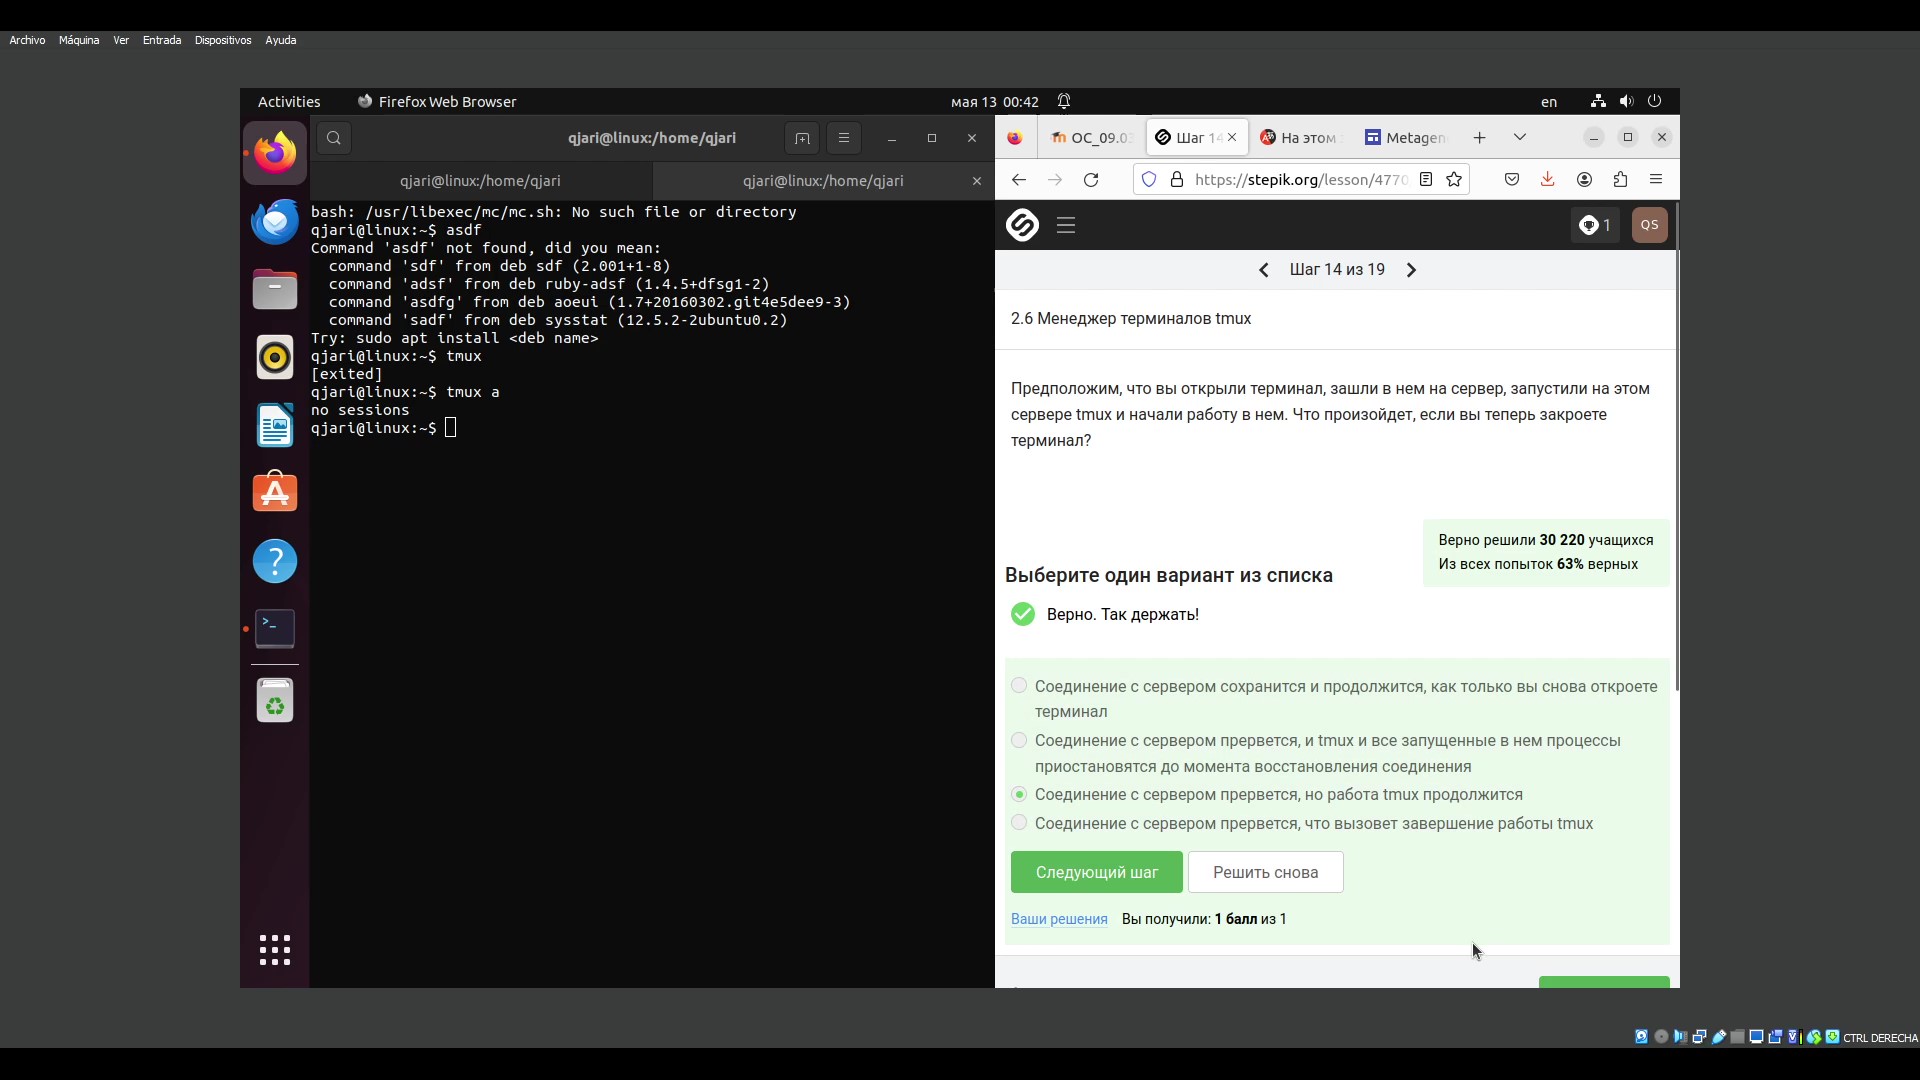 Archivo Máquina Ver Entrada Dispositivos Ayuda
Activities Firefox Web Browser мая 13 00:42 en
qjari@linux:/home/qjari
qjari@linux:/home/qjari qjari@linux:/home/qjari
bash: /usr/libexec/mc/mc.sh: No such file or directory
qjari@linux:~$ asdf
Command 'asdf' not found, did you mean:
command 'sdf' from deb sdf (2.001+1-8)
command 'adsf' from deb ruby-adsf (1.4.5+dfsg1-2)
command 'asdfg' from deb aoeui (1.7+20160302.git4e5dee9-3)
command 'sadf' from deb sysstat (12.5.2-2ubuntu0.2)
Try: sudo apt install <deb name>
qjari@linux:~$ tmux
[exited]
qjari@linux:~$ tmux a
no sessions
qjari@linux:~$
ОС_09.0 Шаг 14 На этом Metagen
https://stepik.org/lesson/4770
1 QS
Шаг 14 из 19
2.6 Менеджер терминалов tmux
Предположим, что вы открыли терминал, зашли в нем на сервер, запустили на этом
сервере tmux и начали работу в нем. Что произойдет, если вы теперь закроете
терминал?
Верно решили 30 220 учащихся
Из всех попыток 63% верных
Выберите один вариант из списка
Верно. Так держать!
Соединение с сервером сохранится и продолжится, как только вы снова откроете
терминал
Соединение с сервером прервется, и tmux и все запущенные в нем процессы
приостановятся до момента восстановления соединения
Соединение с сервером прервется, но работа tmux продолжится
Соединение с сервером прервется, что вызовет завершение работы tmux
Следующий шаг Решить снова
Ваши решения Вы получили: 1 балл из 1
CTRL DERECHA